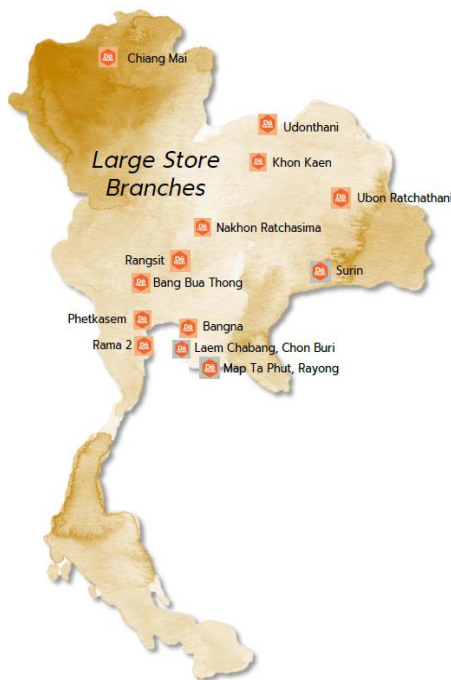 Chiang Mai
Udonthani
Large Store
Branches
Khon Kaen
Ubon Ratchathani
Nakhon Ratchasima
Rangsit
Surin
Bang Bua Thong
Phetkasem
Bangna
Rama 2
Laem Chabang, Chon Buri
Map Ta Phut, Rayong